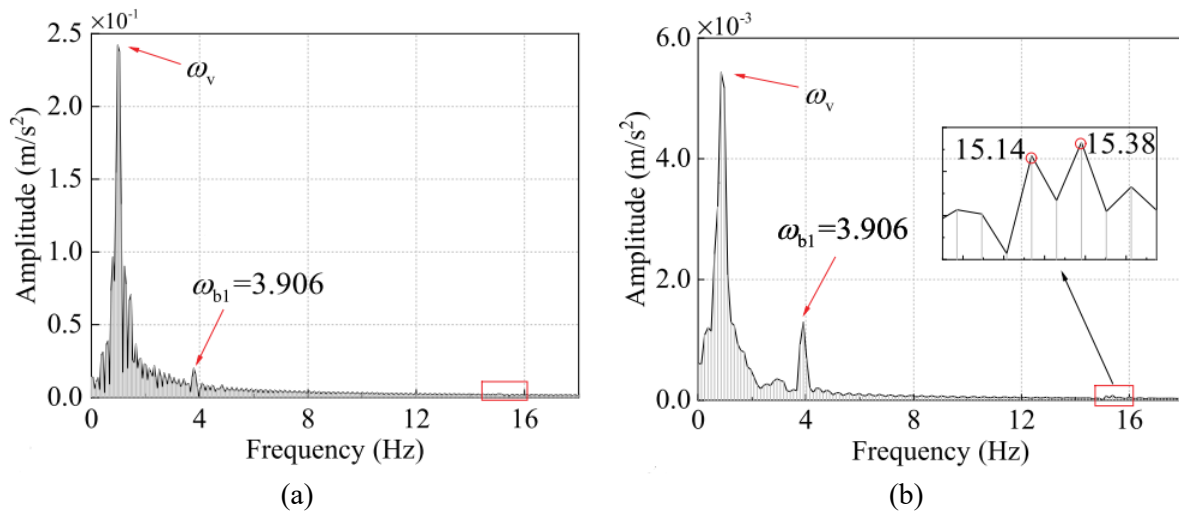 ×10⁻¹
2.5
2.0
1.5
1.0
0.5
0.0
Amplitude (m/s²)
ωᵥ
ω_b1=3.906
0 4 8 12 16
Frequency (Hz)
(a)
×10⁻³
6.0
4.0
2.0
0.0
Amplitude (m/s²)
ωᵥ
ω_b1=3.906
15.14 15.38
0 4 8 12 16
Frequency (Hz)
(b)